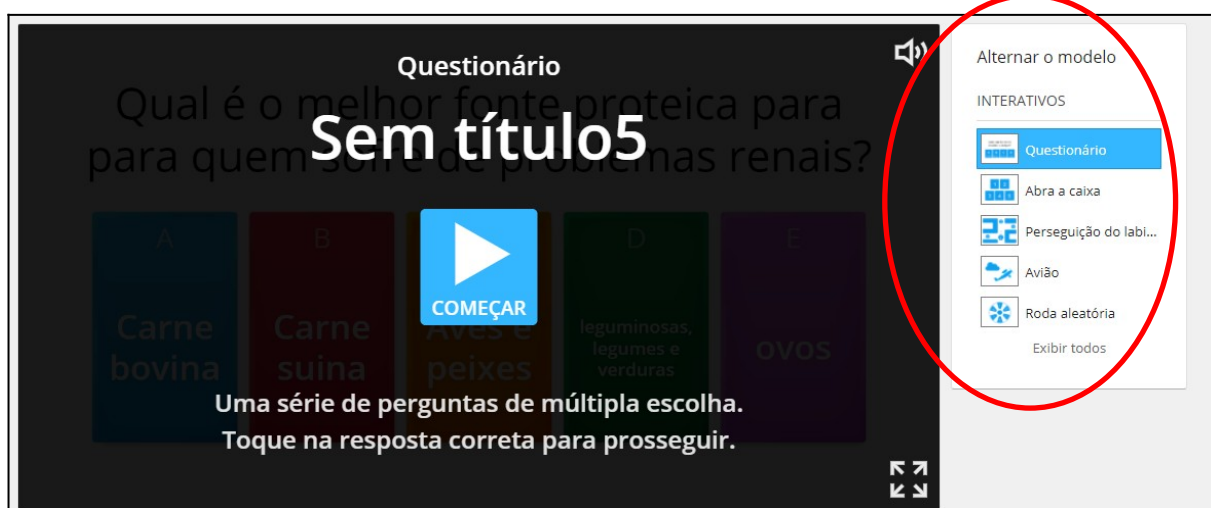 Questionário
Sem título5
Qual é o melhor fonte proteica para
para quem sofre de problemas renais?
A
B
D
E
Carne
bovina
Carne
suina
Aves e
peixes
leguminosas,
legumes e
verduras
ovos
COMEÇAR
Uma série de perguntas de múltipla escolha.
Toque na resposta correta para prosseguir.
Alternar o modelo
INTERATIVOS
Questionário
Abra a caixa
Perseguição do labi...
Avião
Roda aleatória
Exibir todos